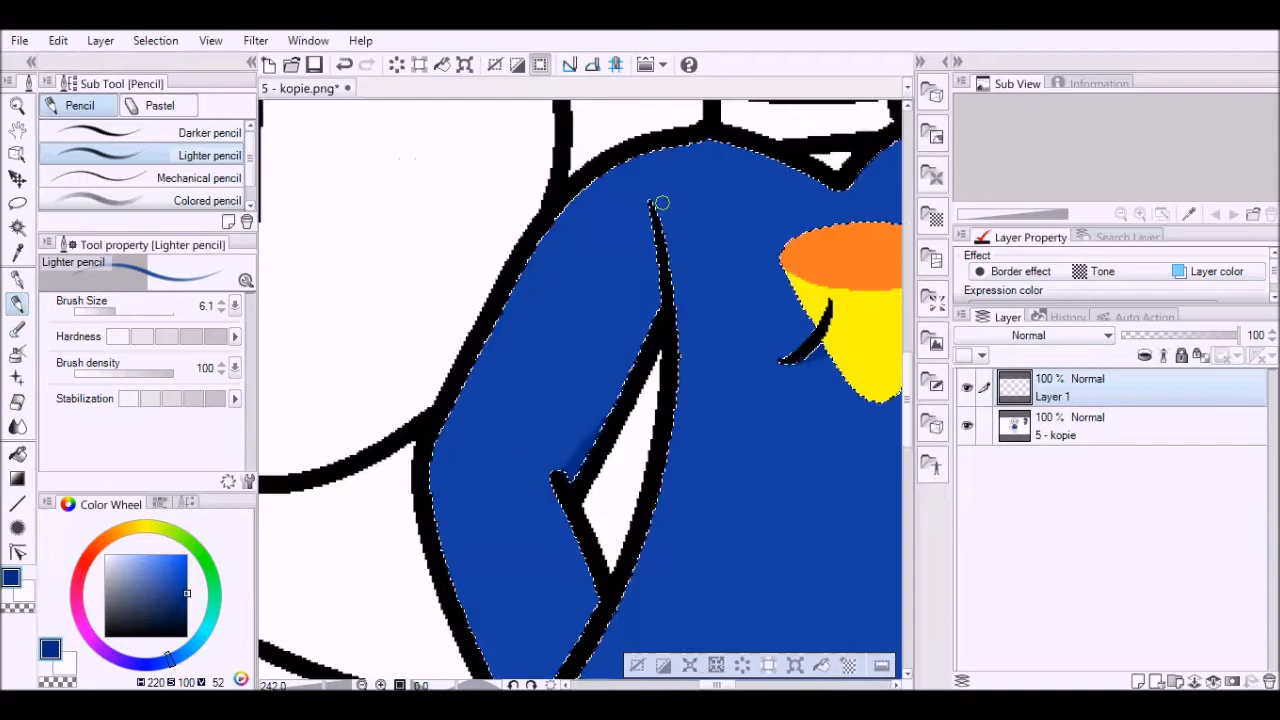 File Edit Layer Selection View Filter Window Help
Sub Tool [Pencil]
5 - kopie.png*
Sub View Information
Pencil Pastel
Darker pencil
Lighter pencil
Mechanical pencil
Colored pencil
Tool property [Lighter pencil]
Lighter pencil
Brush Size 6.1
Hardness
Brush density 100
Stabilization
Color Wheel
H 220 S 100 V 52
242.0 0.0
Layer Property Search Layer
Effect
Border effect Tone Layer color
Expression color
Layer History Auto Action
Normal 100
100 % Normal
Layer 1
100 % Normal
5 - kopie